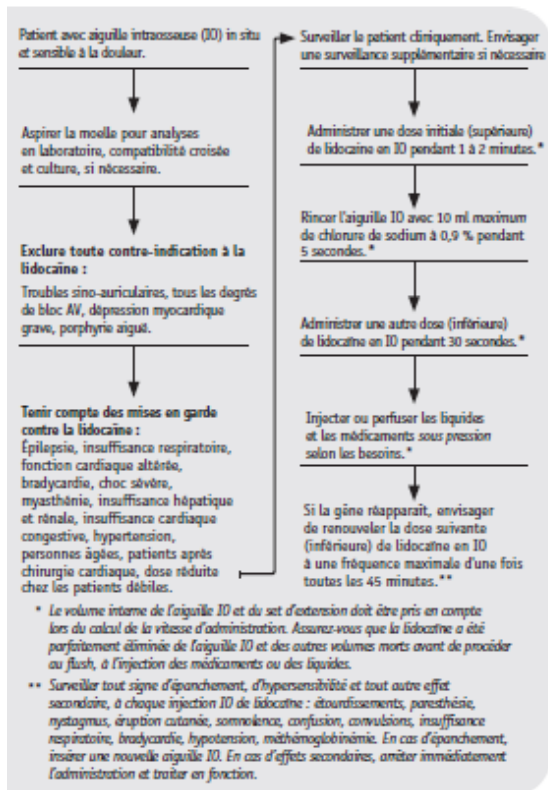 Patient avec aiguille intraosseuse (IO) in situ
et sensible à la douleur.
Aspirer la moelle pour analyses
en laboratoire, compatibilité croisée
et culture, si nécessaire.
Exclure toute contre-indication à la
lidocaïne :
Troubles sino-auriculaires, tous les degrés
de bloc AV, dépression myocardique
grave, porphyrie aiguë.
Tenir compte des mises en garde
contre la lidocaïne :
Épilepsie, insuffisance respiratoire,
fonction cardiaque altérée,
bradycardie, choc sévère,
myasthénie, insuffisance hépatique
et rénale, insuffisance cardiaque
congestive, hypertension,
personnes âgées, patients après
chirurgie cardiaque, dose réduite
chez les patients débiles.
Surveiller le patient cliniquement. Envisager
une surveillance supplémentaire si nécessaire
Administrer une dose initiale (supérieure)
de lidocaïne en IO pendant 1 à 2 minutes.*
Rincer l'aiguille IO avec 10 ml maximum
de chlorure de sodium à 0,9 % pendant
5 secondes.*
Administrer une autre dose (inférieure)
de lidocaïne en IO pendant 30 secondes.*
Injecter ou perfuser les liquides
et les médicaments sous pression
selon les besoins.*
Si la gêne réapparaît, envisager
de renouveler la dose suivante
(inférieure) de lidocaïne en IO
à une fréquence maximale d'une fois
toutes les 45 minutes.**
* Le volume interne de l'aiguille IO et du set d'extension doit être pris en compte
lors du calcul de la vitesse d'administration. Assurez-vous que la lidocaïne a été
parfaitement éliminée de l'aiguille IO et des autres volumes morts avant de procéder
au flush, à l'injection des médicaments ou des liquides.
** Surveiller tout signe d'épanchement, d'hypersensibilité et tout autre effet
secondaire, à chaque injection IO de lidocaïne : étourdissements, paresthésie,
nystagmus, éruption cutanée, somnolence, confusion, convulsions, insuffisance
respiratoire, bradycardie, hypotension, méthémoglobinémie. En cas d'épanchement,
insérer une nouvelle aiguille IO. En cas d'effets secondaires, arrêter immédiatement
l'administration et traiter en fonction.